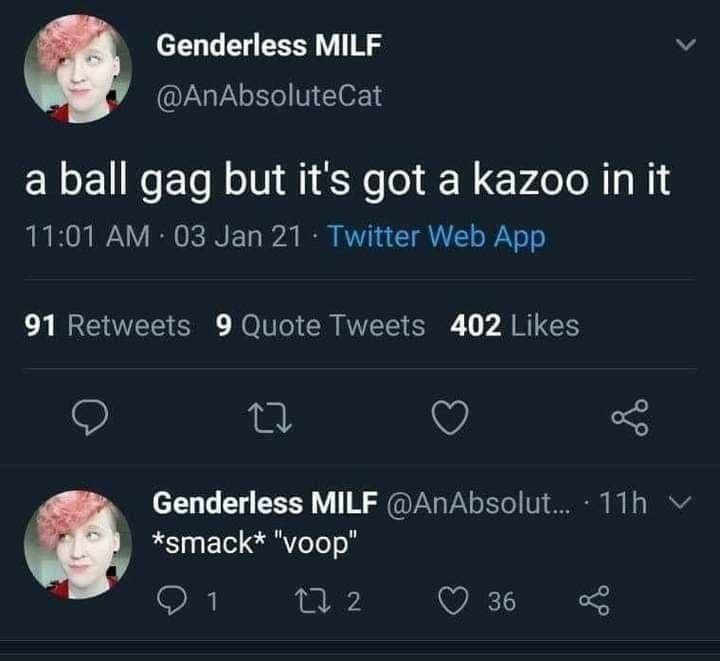 Genderless MILF
@AnAbsoluteCat
a ball gag but it's got a kazoo in it
11:01 AM · 03 Jan 21 · Twitter Web App
91 Retweets 9 Quote Tweets 402 Likes
Genderless MILF @AnAbsolut... · 11h
*smack* "voop"
1 2 36